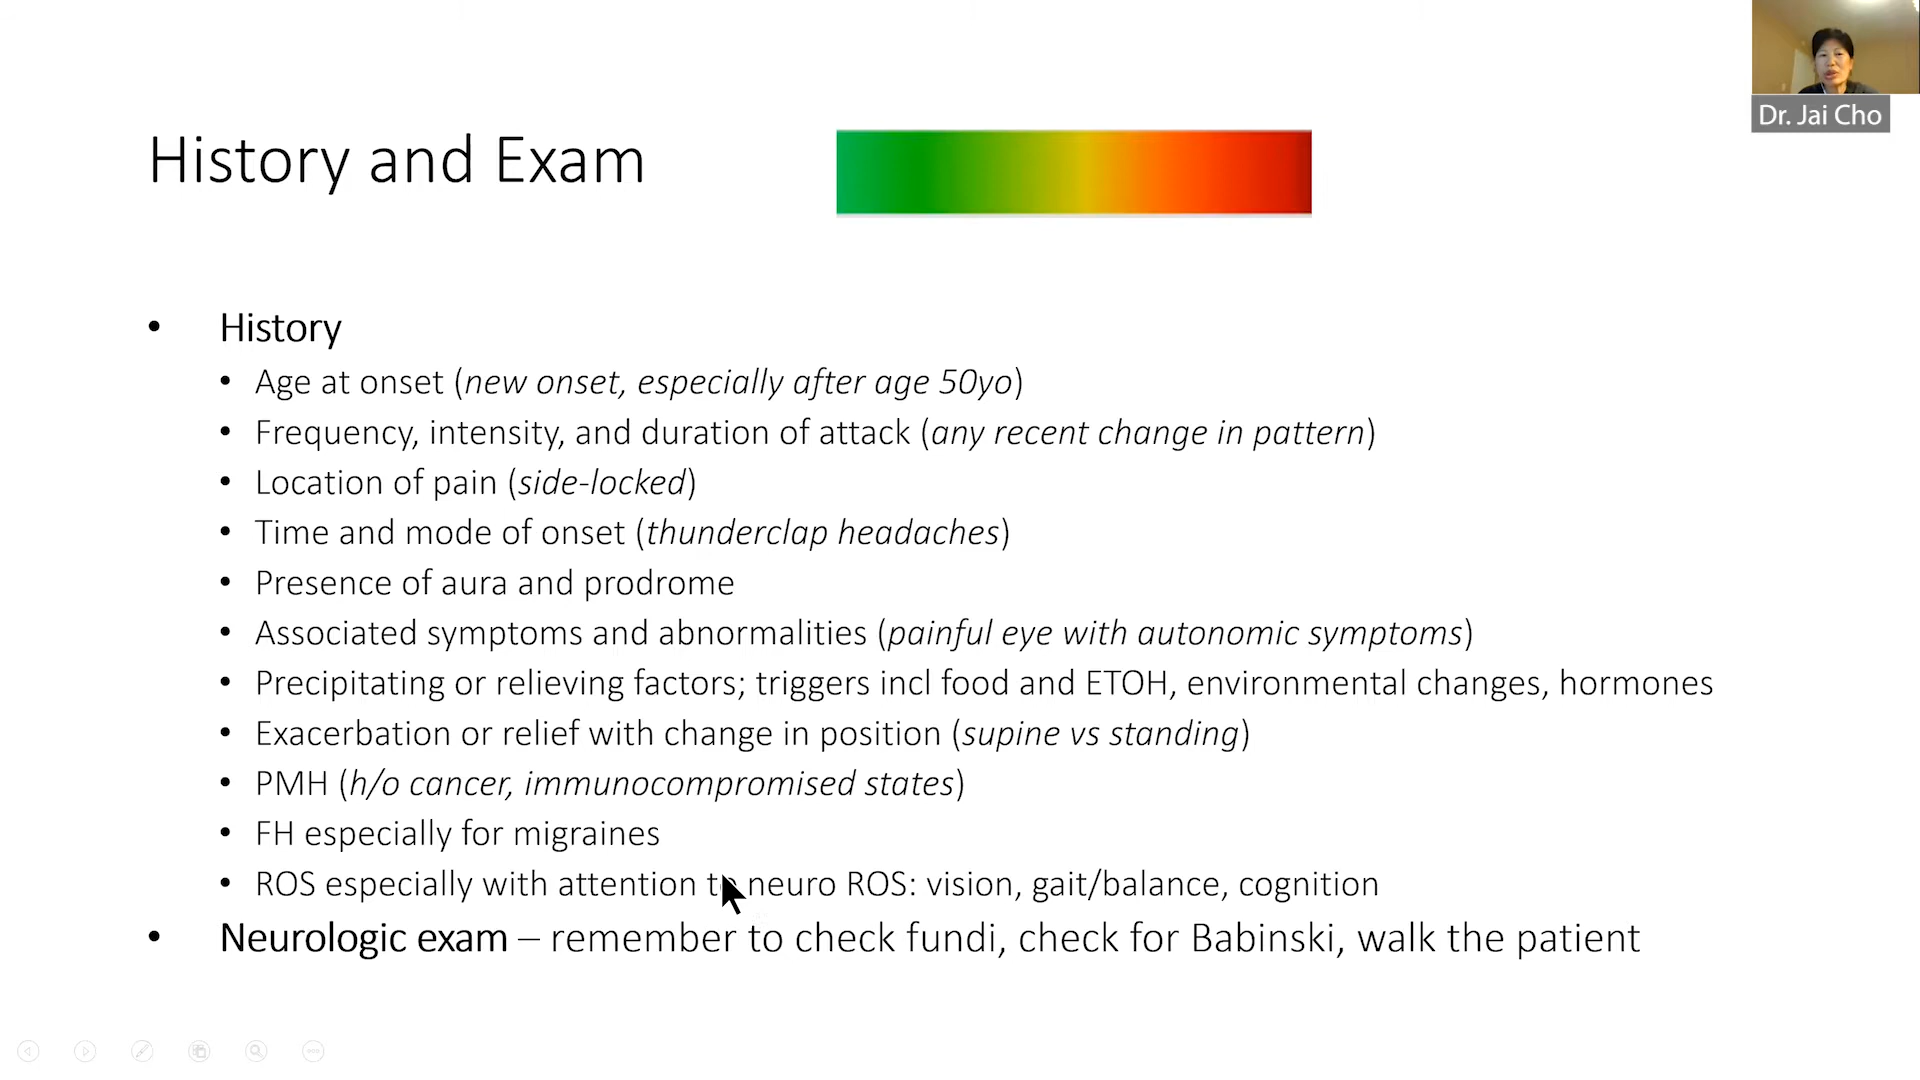 Dr. Jai Cho
History and Exam
• History
• Age at onset (new onset, especially after age 50yo)
• Frequency, intensity, and duration of attack (any recent change in pattern)
• Location of pain (side-locked)
• Time and mode of onset (thunderclap headaches)
• Presence of aura and prodrome
• Associated symptoms and abnormalities (painful eye with autonomic symptoms)
• Precipitating or relieving factors; triggers incl food and ETOH, environmental changes, hormones
• Exacerbation or relief with change in position (supine vs standing)
• PMH (h/o cancer, immunocompromised states)
• FH especially for migraines
• ROS especially with attention to neuro ROS: vision, gait/balance, cognition
• Neurologic exam – remember to check fundi, check for Babinski, walk the patient